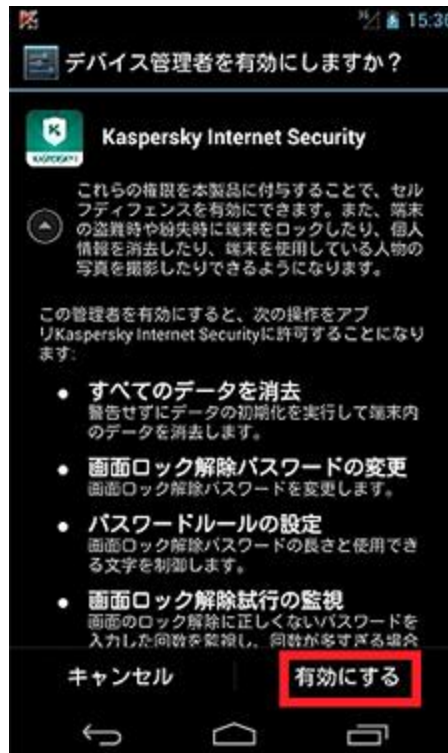 15:36
デバイス管理者を有効にしますか？
KASPERSKY
Kaspersky Internet Security
これらの権限を本製品に付与することで、セル
フディフェンスを有効にできます。また、端末
の盗難時や紛失時に端末をロックしたり、個人
情報を消去したり、端末を使用している人物の
写真を撮影したりできるようになります。
この管理者を有効にすると、次の操作をアプ
リKaspersky Internet Securityに許可することになり
ます:
• すべてのデータを消去
警告せずにデータの初期化を実行して端末内
のデータを消去します。
• 画面ロック解除パスワードの変更
画面ロック解除パスワードを変更します。
• パスワードルールの設定
画面ロック解除パスワードの長さと使用でき
る文字を制御します。
• 画面ロック解除試行の監視
画面のロック解除に正しくないパスワードを
入力した回数を監視し、回数が多すぎる場合
キャンセル
有効にする